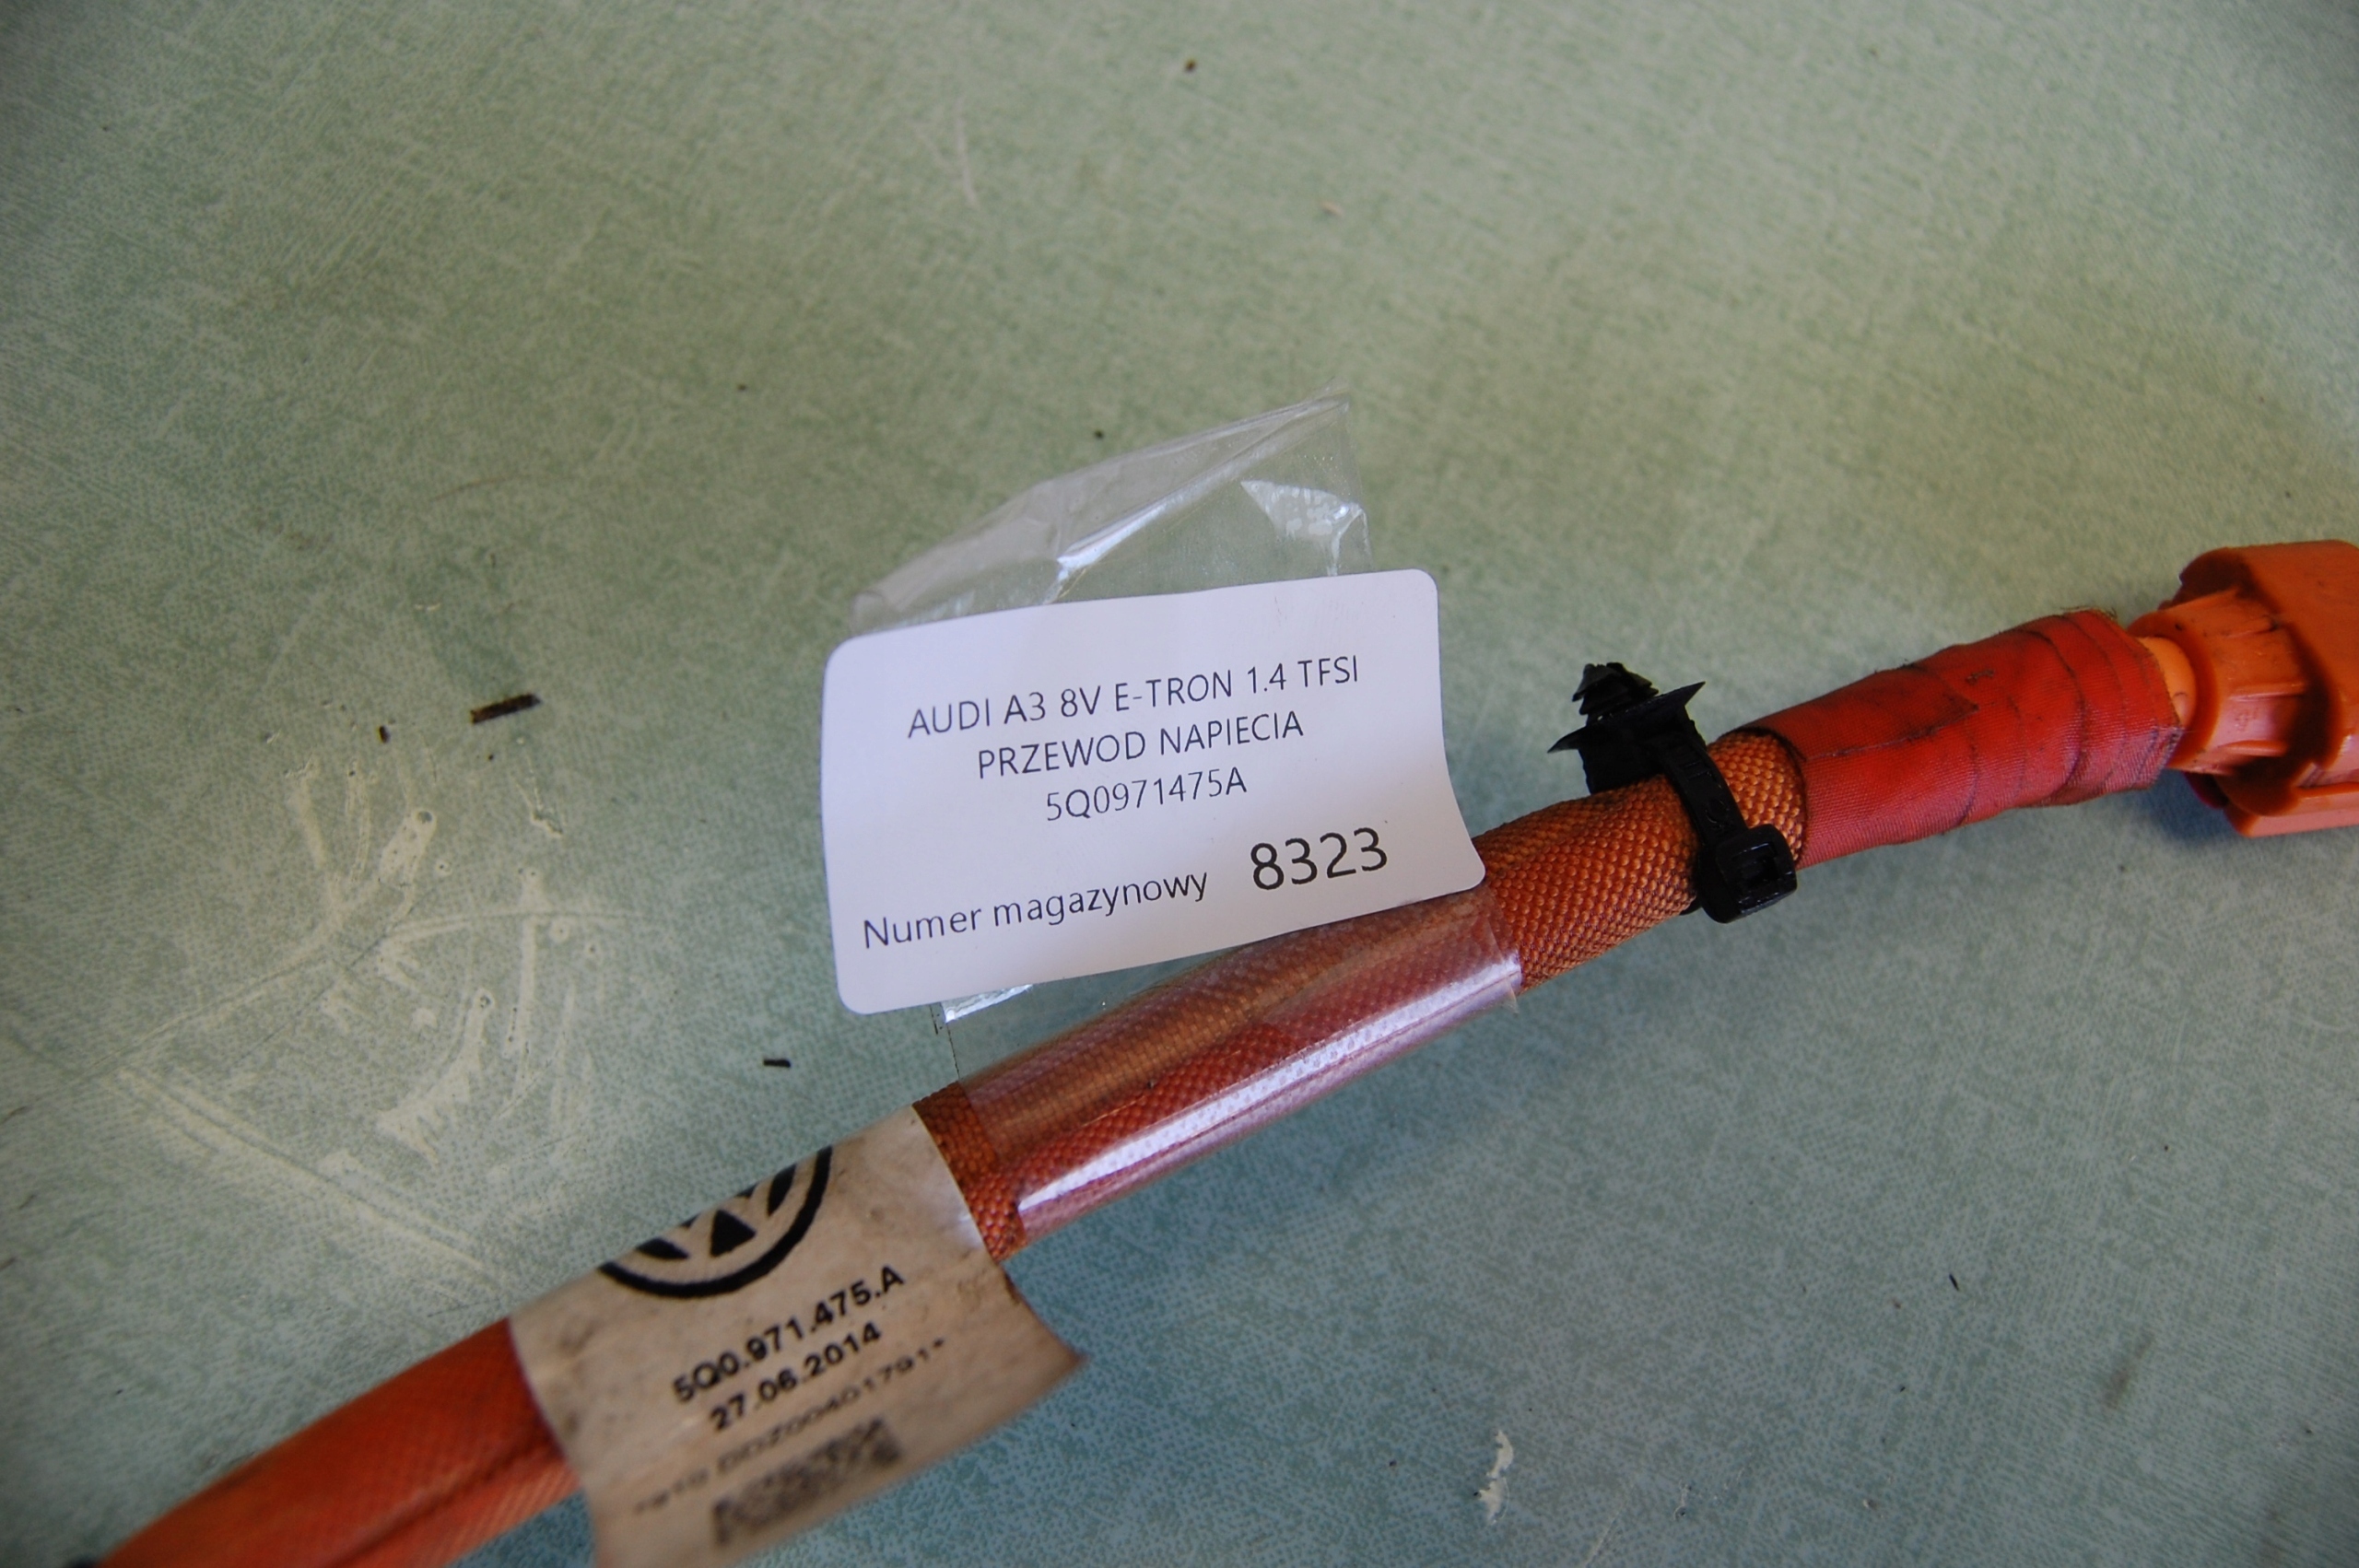 AUDI A3 8V E-TRON 1.4 TFSI
PRZEWOD NAPIECIA
5Q0971475A
Numer magazynowy 8323
5Q0.971.475.A
27.06.2014